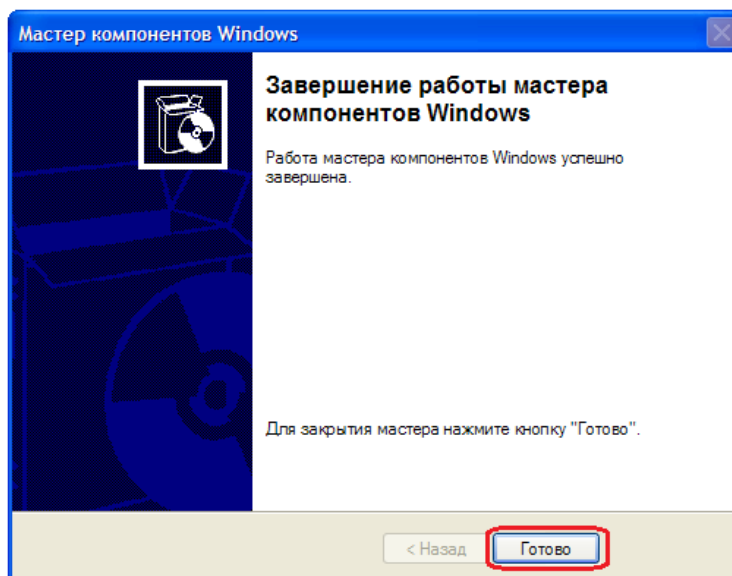 Мастер компонентов Windows
Завершение работы мастера
компонентов Windows
Работа мастера компонентов Windows успешно
завершена.
Для закрытия мастера нажмите кнопку "Готово".
< Назад
Готово